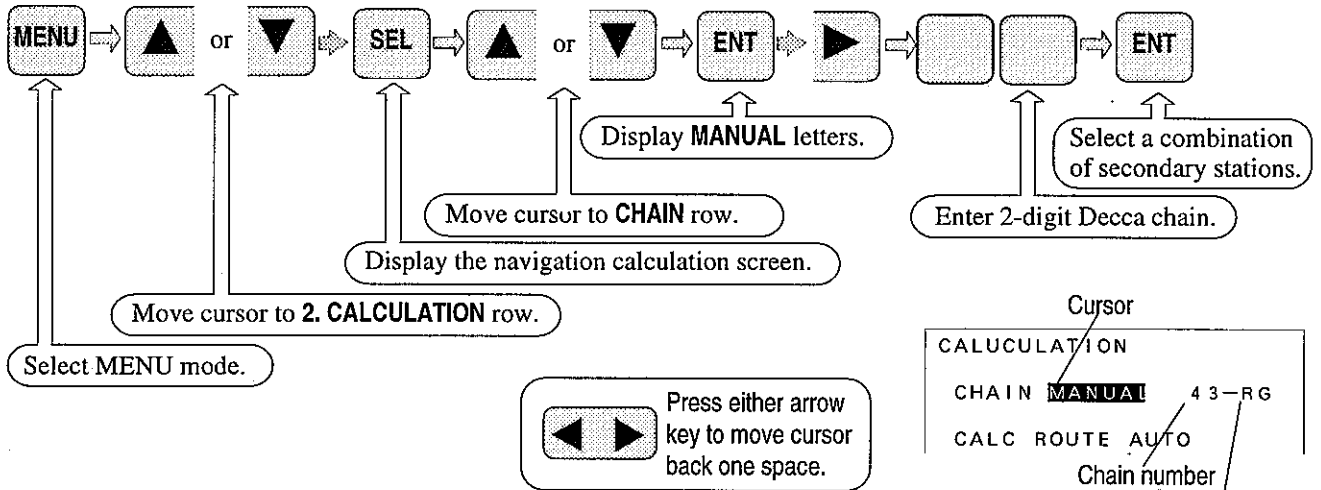 MENU or SEL or ENT ENT
Display MANUAL letters.
Select a combination
of secondary stations.
Move cursor to CHAIN row.
Enter 2-digit Decca chain.
Display the navigation calculation screen.
Move cursor to 2. CALCULATION row.
Select MENU mode.
Press either arrow
key to move cursor
back one space.
Cursor
CALUCULATION
CHAIN MANUAL 43-RG
CALC ROUTE AUTO
Chain number